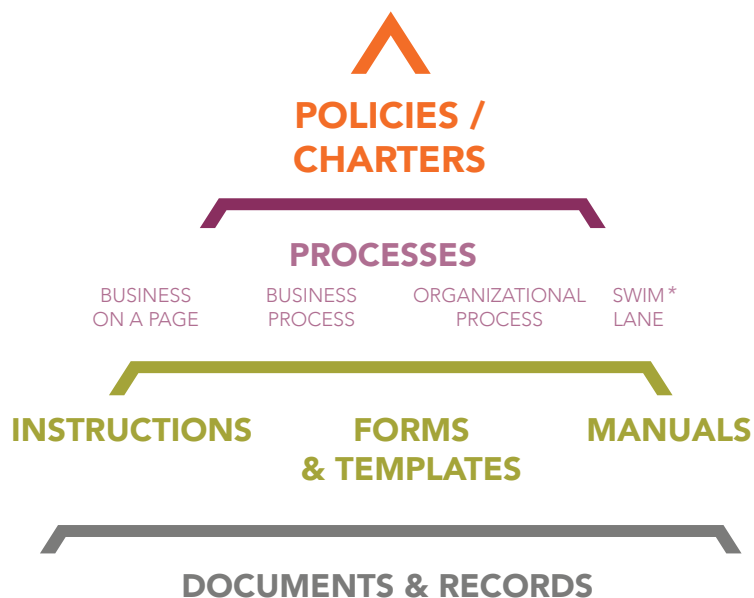 POLICIES /
CHARTERS
PROCESSES
BUSINESS
ON A PAGE
BUSINESS
PROCESS
ORGANIZATIONAL
PROCESS
SWIM*
LANE
INSTRUCTIONS
FORMS
& TEMPLATES
MANUALS
DOCUMENTS & RECORDS